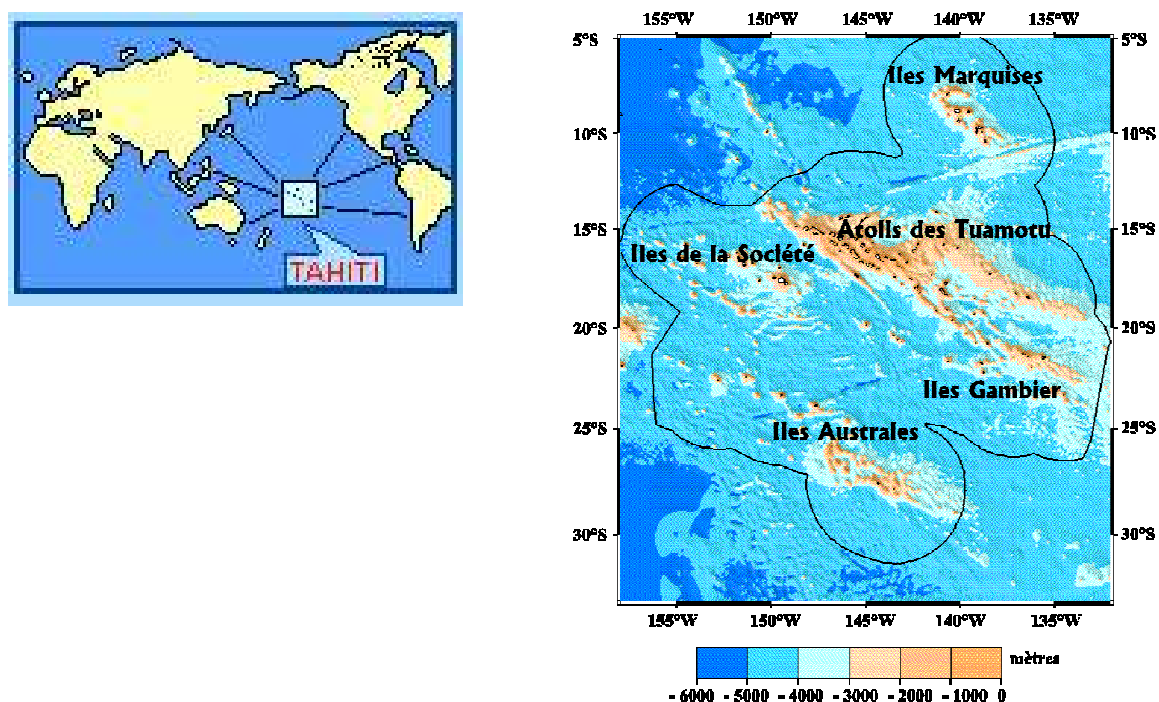 TAHITI
155°W 150°W 145°W 140°W 135°W
5°S 5°S
Iles Marquises
10°S 10°S
15°S Atolls des Tuamotu 15°S
Iles de la Société
20°S 20°S
Iles Gambier
25°S Iles Australes 25°S
30°S 30°S
155°W 150°W 145°W 140°W 135°W
mètres
- 6000 - 5000 - 4000 - 3000 - 2000 - 1000 0